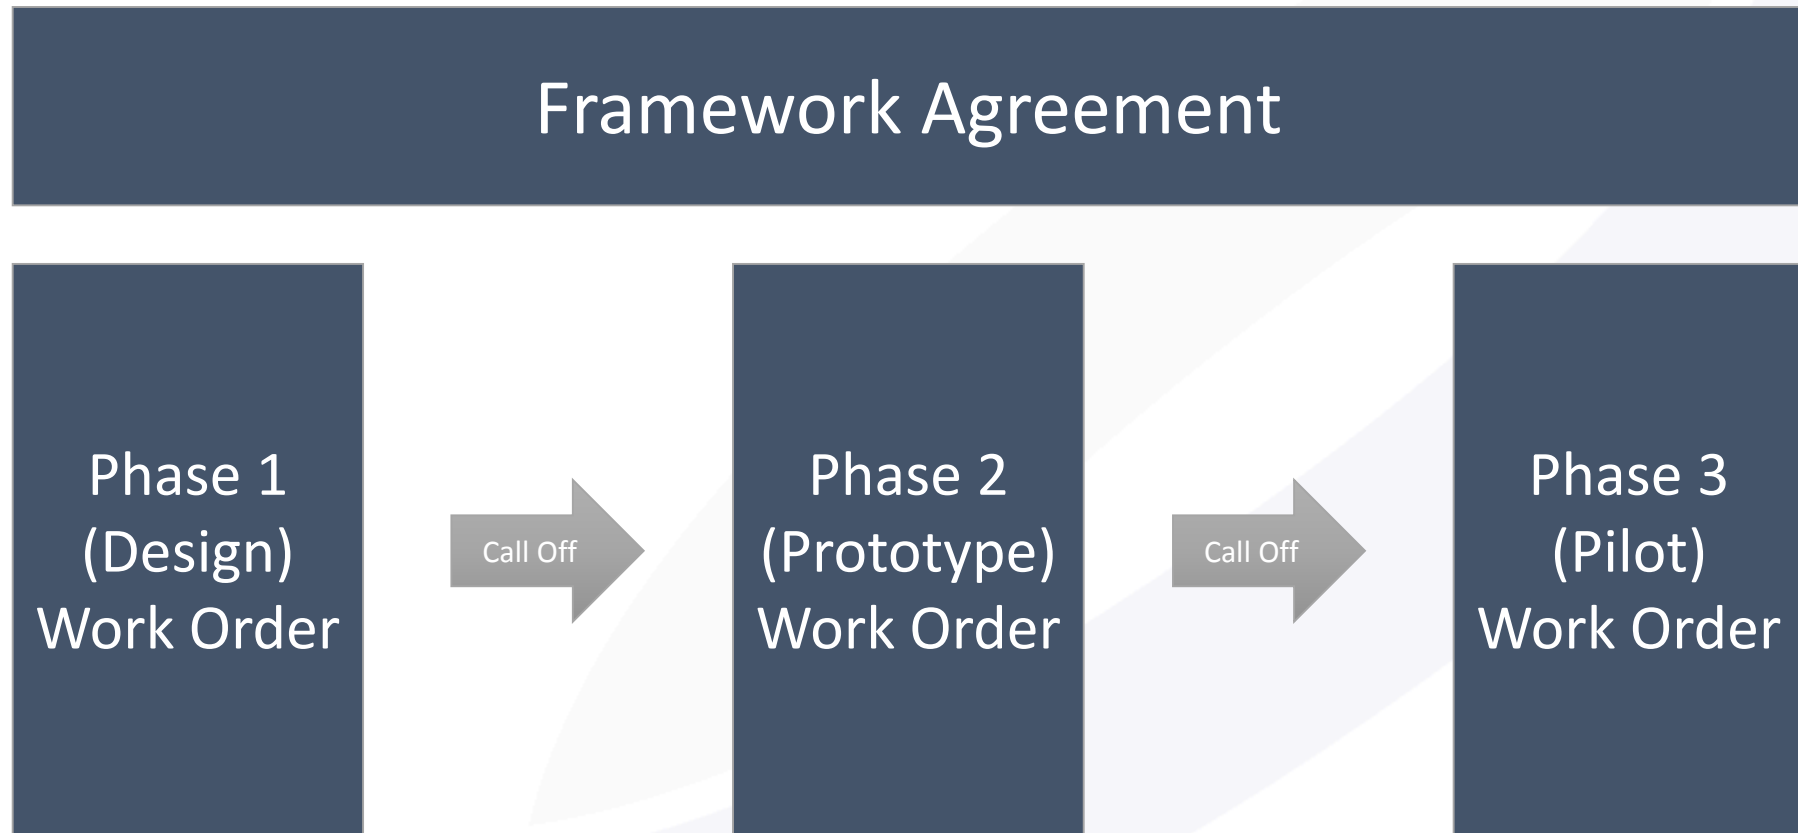 Framework Agreement
Phase 1
(Design)
Work Order
Call Off
Phase 2
(Prototype)
Work Order
Call Off
Phase 3
(Pilot)
Work Order